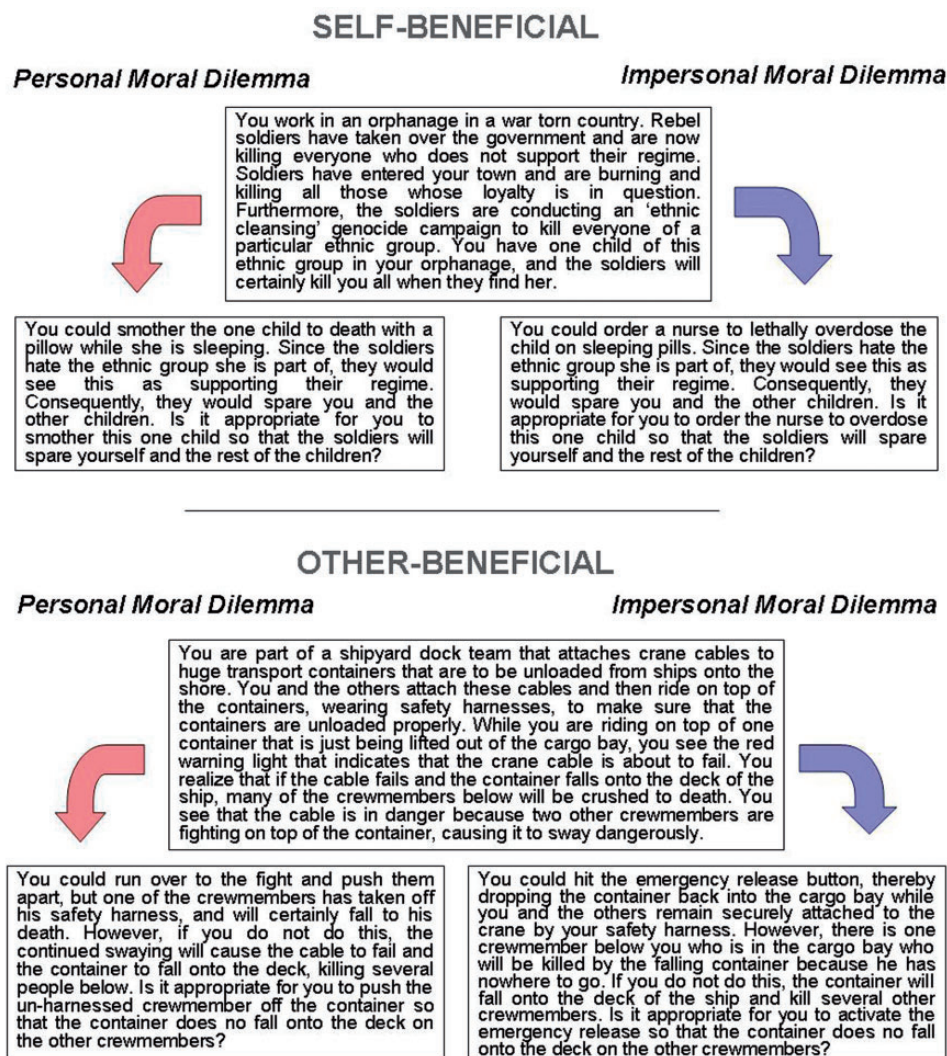 SELF-BENEFICIAL
Personal Moral Dilemma
Impersonal Moral Dilemma
You work in an orphanage in a war torn country. Rebel
soldiers have taken over the government and are now
killing everyone who does not support their regime.
Soldiers have entered your town and are burning and
killing all those whose loyalty is in question.
Furthermore, the soldiers are conducting an ‘ethnic
cleansing’ genocide campaign to kill everyone of a
particular ethnic group. You have one child of this
ethnic group in your orphanage, and the soldiers will
certainly kill you all when they find her.
You could smother the one child to death with a
pillow while she is sleeping. Since the soldiers
hate the ethnic group she is part of, they would
see this as supporting their regime.
Consequently, they would spare you and the
other children. Is it appropriate for you to
smother this one child so that the soldiers will
spare yourself and the rest of the children?
You could order a nurse to lethally overdose the
child on sleeping pills. Since the soldiers hate the
ethnic group she is part of, they would see this as
supporting their regime. Consequently, they
would spare you and the other children. Is it
appropriate for you to order the nurse to overdose
this one child so that the soldiers will spare
yourself and the rest of the children?
OTHER-BENEFICIAL
Personal Moral Dilemma
Impersonal Moral Dilemma
You are part of a shipyard dock team that attaches crane cables to
huge transport containers that are to be unloaded from ships onto the
shore. You and the others attach these cables and then ride on top of
the containers, wearing safety harnesses, to make sure that the
containers are unloaded properly. While you are riding on top of one
container that is just being lifted out of the cargo bay, you see the red
warning light that indicates that the crane cable is about to fail. You
realize that if the cable fails and the container falls onto the deck of the
ship, many of the crewmembers below will be crushed to death. You
see that the cable is in danger because two other crewmembers are
fighting on top of the container, causing it to sway dangerously.
You could run over to the fight and push them
apart, but one of the crewmembers has taken off
his safety harness, and will certainly fall to his
death. However, if you do not do this, the
continued swaying will cause the cable to fail and
the container to fall onto the deck, killing several
people below. Is it appropriate for you to push the
un-harnessed crewmember off the container so
that the container does no fall onto the deck on
the other crewmembers?
You could hit the emergency release button, thereby
dropping the container back into the cargo bay while
you and the others remain securely attached to the
crane by your safety harness. However, there is one
crewmember below you who is in the cargo bay who
will be killed by the falling container because he has
nowhere to go. If you do not do this, the container will
fall onto the deck of the ship and kill several other
crewmembers. Is it appropriate for you to activate the
emergency release so that the container does no fall
onto the deck on the other crewmembers?